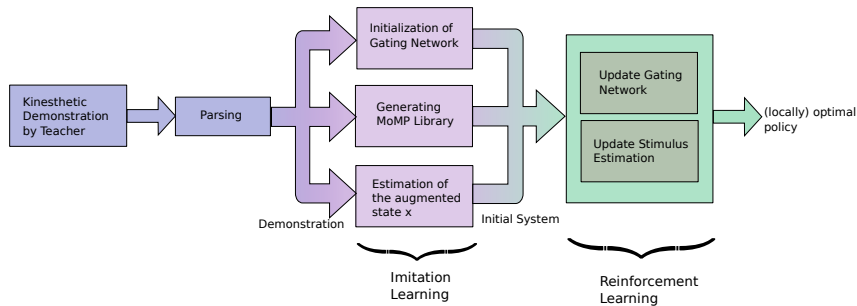 Kinesthetic
Demonstration
by Teacher
Parsing
Demonstration
Initialization of
Gating Network
Generating
MoMP Library
Estimation of
the augmented
state x
Initial System
Imitation
Learning
Update Gating
Network
Update Stimulus
Estimation
Reinforcement
Learning
(locally) optimal
policy